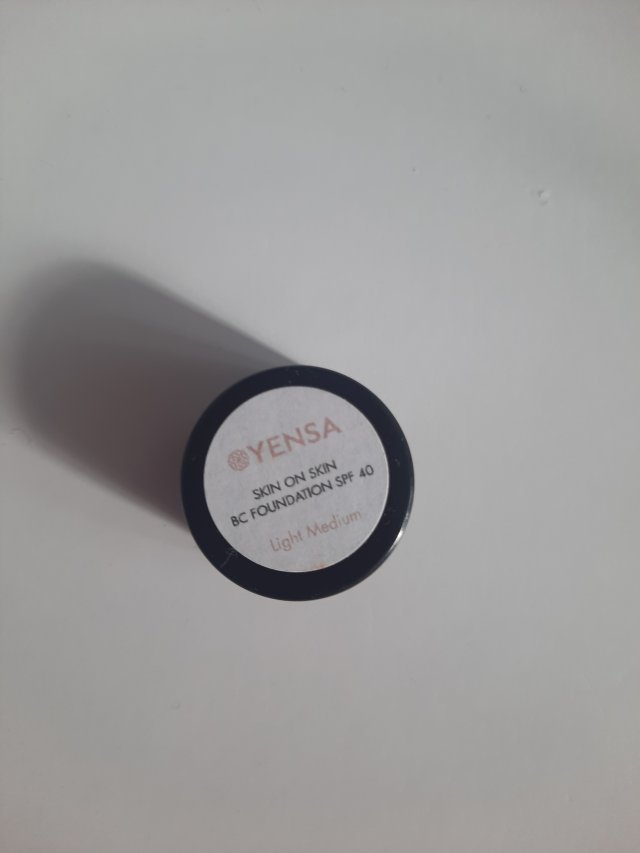 YENSA
SKIN ON SKIN
BC FOUNDATION SPF 40
Light Medium